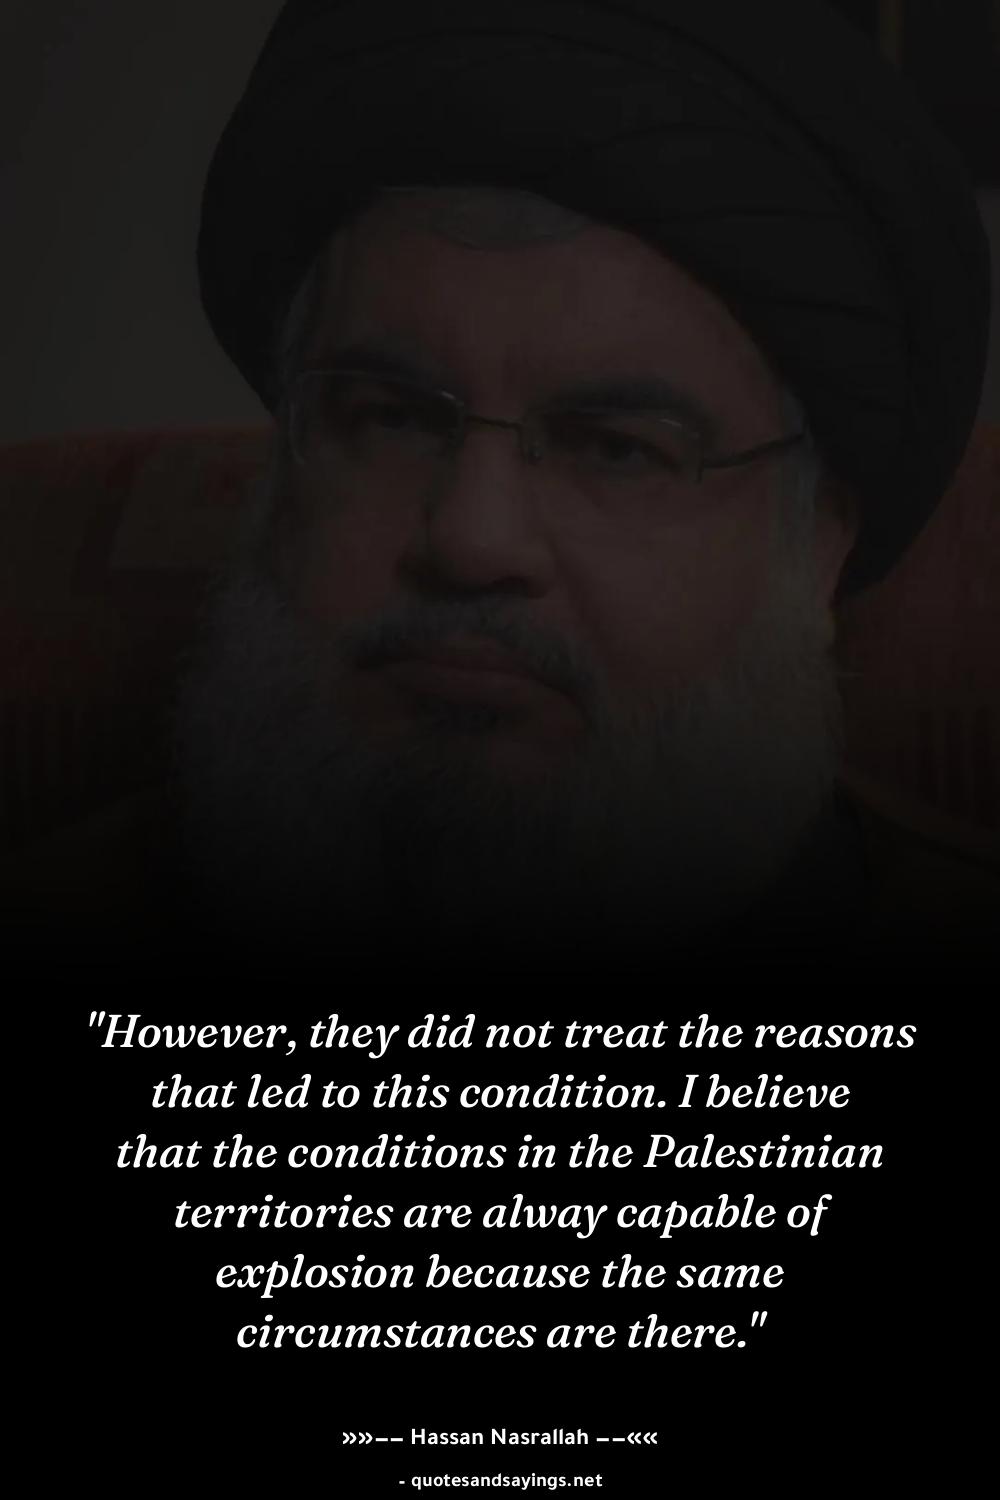 "However, they did not treat the reasons
that led to this condition. I believe
that the conditions in the Palestinian
territories are alway capable of
explosion because the same
circumstances are there."
»»–– Hassan Nasrallah ––««
- quotesandsayings.net